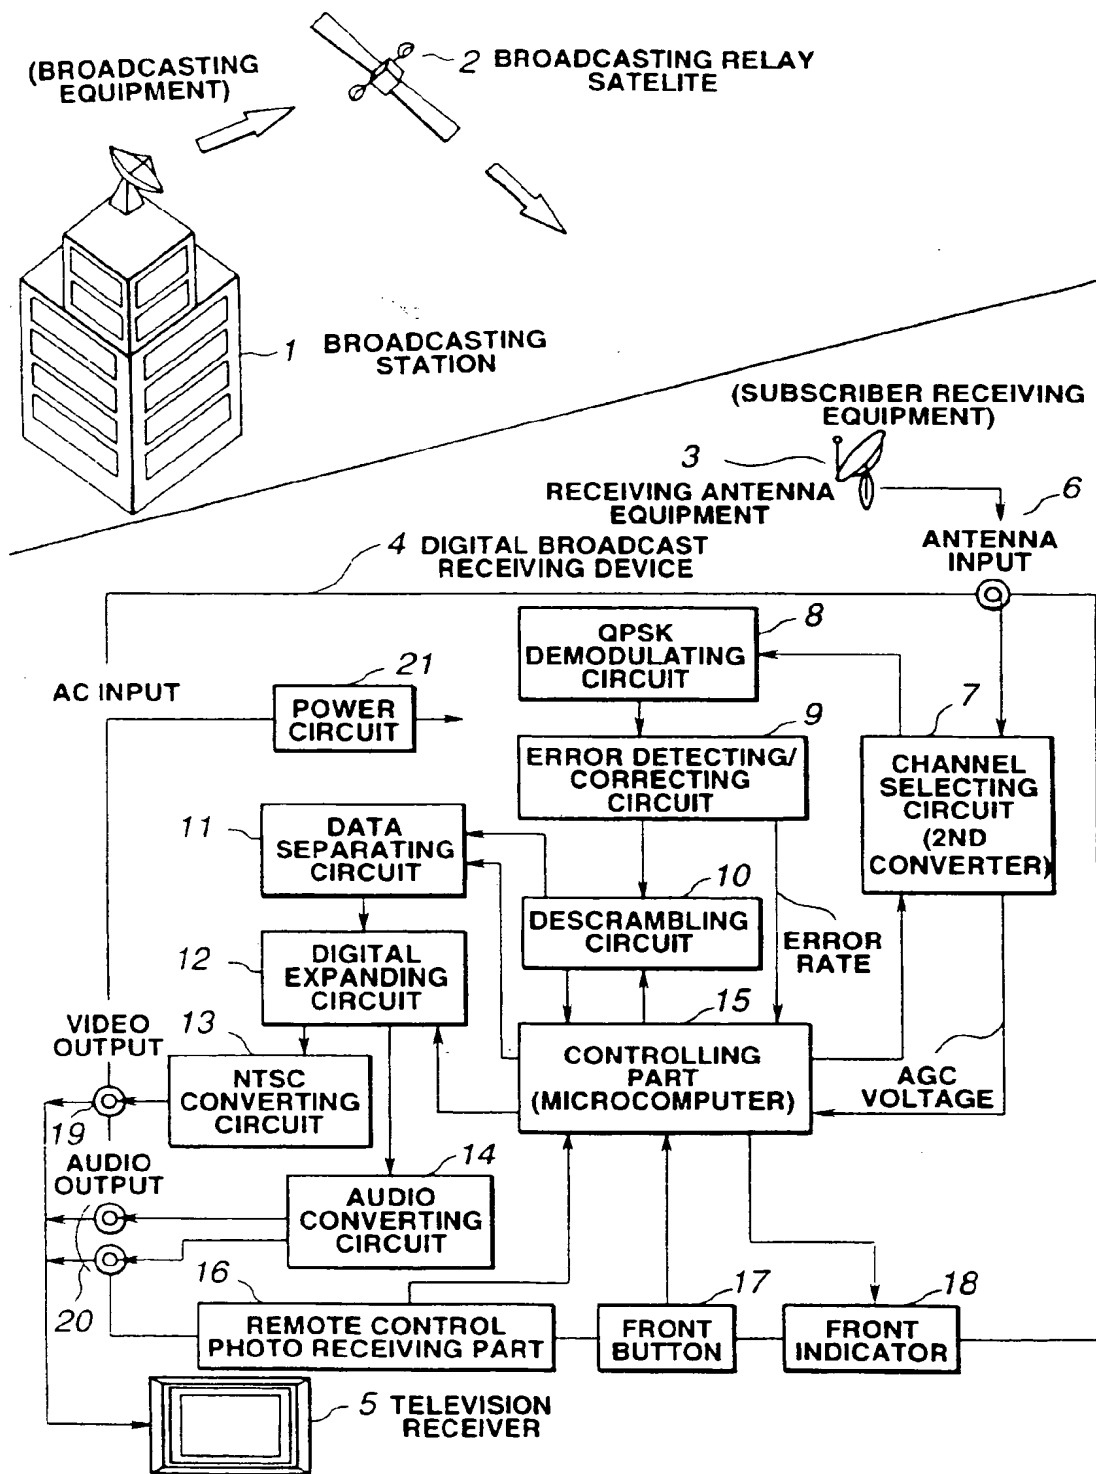 (BROADCASTING
EQUIPMENT)
2 BROADCASTING RELAY
SATELITE
1 BROADCASTING
STATION
(SUBSCRIBER RECEIVING
EQUIPMENT)
3
RECEIVING ANTENNA
EQUIPMENT
6
ANTENNA
INPUT
4 DIGITAL BROADCAST
RECEIVING DEVICE
8
QPSK
DEMODULATING
CIRCUIT
21
AC INPUT
POWER
CIRCUIT
9
ERROR DETECTING/
CORRECTING
CIRCUIT
7
CHANNEL
SELECTING
CIRCUIT
(2ND
CONVERTER)
11
DATA
SEPARATING
CIRCUIT
10
DESCRAMBLING
CIRCUIT
ERROR
RATE
12
DIGITAL
EXPANDING
CIRCUIT
15
CONTROLLING
PART
(MICROCOMPUTER)
AGC
VOLTAGE
VIDEO
OUTPUT
13
NTSC
CONVERTING
CIRCUIT
19
AUDIO
OUTPUT
14
AUDIO
CONVERTING
CIRCUIT
20
16
REMOTE CONTROL
PHOTO RECEIVING PART
17
FRONT
BUTTON
18
FRONT
INDICATOR
5 TELEVISION
RECEIVER